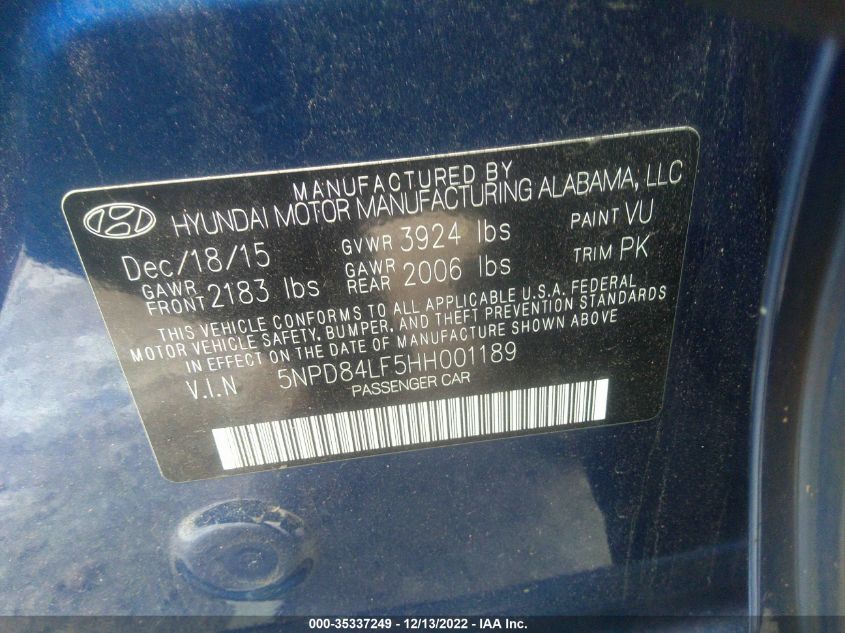 MANUFACTURED BY
HYUNDAI MOTOR MANUFACTURING ALABAMA, LLC
Dec/18/15 GVWR 3924 lbs PAINT VU
GAWR FRONT 2183 lbs GAWR REAR 2006 lbs TRIM PK
THIS VEHICLE CONFORMS TO ALL APPLICABLE U.S.A. FEDERAL
MOTOR VEHICLE SAFETY, BUMPER, AND THEFT PREVENTION STANDARDS
IN EFFECT ON THE DATE OF MANUFACTURE SHOWN ABOVE
V.I.N 5NPD84LF5HH001189
PASSENGER CAR
000-35337249 - 12/13/2022 - IAA Inc.